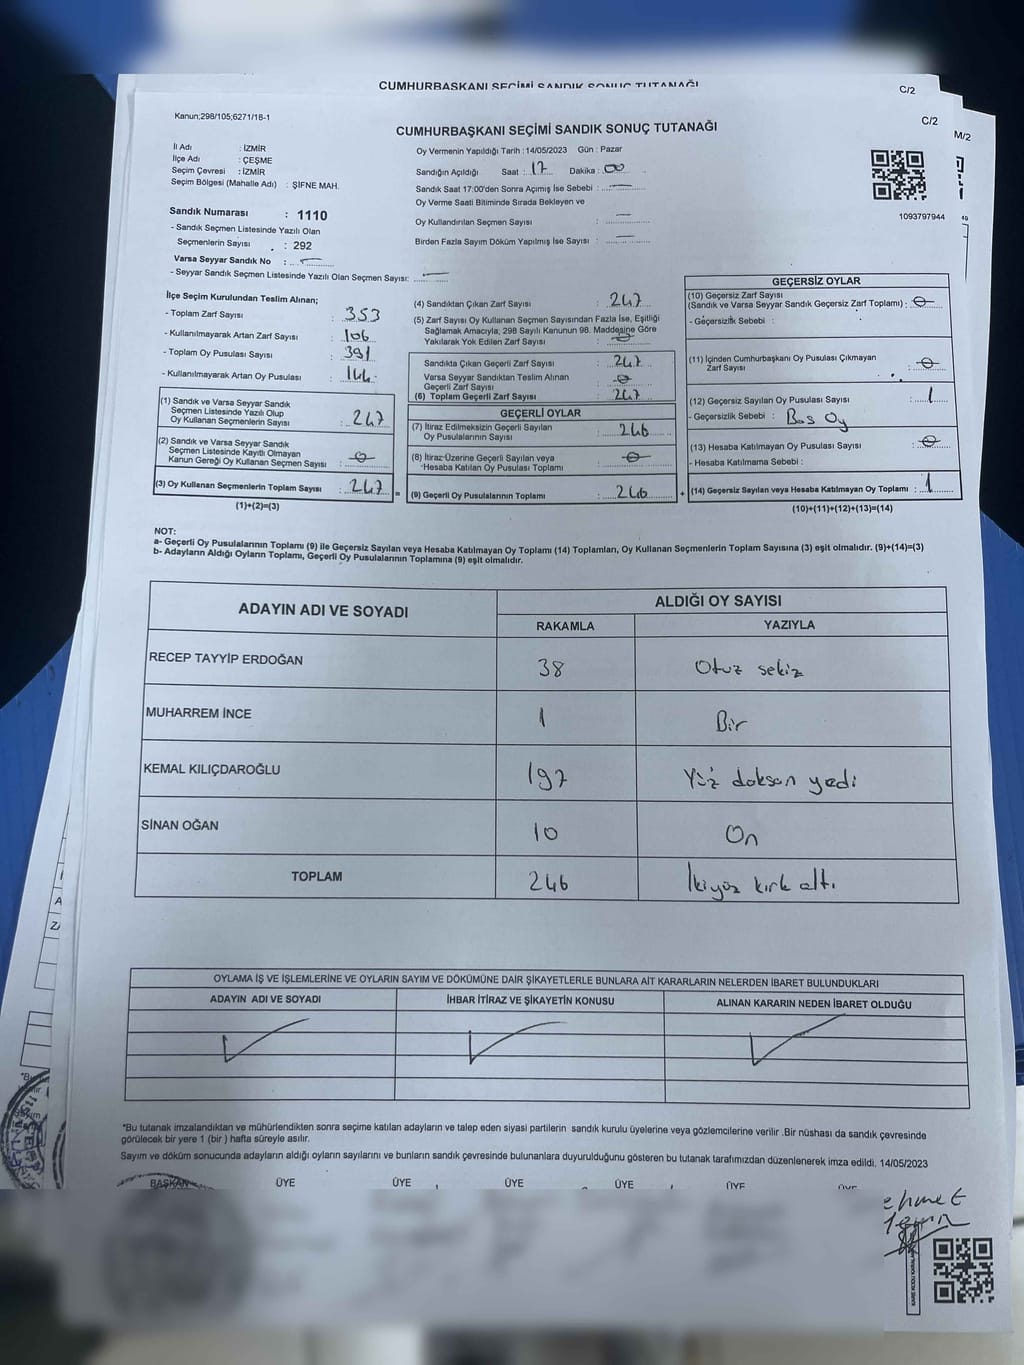 CUMHURBAŞKANI SEÇİMİ SANDIK SONUÇ TUTANAĞI
C/2
Kanun;298/105;6271/18-1
C/2
M/2
CUMHURBAŞKANI SEÇİMİ SANDIK SONUÇ TUTANAĞI
İl Adı : İZMİR
İlçe Adı : ÇEŞME
Seçim Çevresi : İZMİR
Seçim Bölgesi (Mahalle Adı) : ŞİFNE MAH.
Oy Vermenin Yapıldığı Tarih : 14/05/2023 Gün : Pazar
Sandığın Açıldığı Saat : 17 Dakika : 00
Sandık Saat 17:00'den Sonra Açımış İse Sebebi : —
Oy Verme Saati Bitiminde Sırada Bekleyen ve
Oy Kullandırılan Seçmen Sayısı : —
Birden Fazla Sayım Döküm Yapılmış İse Sayısı : —
1093797944
Sandık Numarası : 1110
- Sandık Seçmen Listesinde Yazılı Olan
Seçmenlerin Sayısı : 292
Varsa Seyyar Sandık No : —
- Seyyar Sandık Seçmen Listesinde Yazılı Olan Seçmen Sayısı: —
İlçe Seçim Kurulundan Teslim Alınan;
- Toplam Zarf Sayısı : 353
- Kullanılmayarak Artan Zarf Sayısı : 106
- Toplam Oy Pusulası Sayısı : 391
- Kullanılmayarak Artan Oy Pusulası : 144
(1) Sandık ve Varsa Seyyar Sandık
Seçmen Listesinde Yazılı Olup
Oy Kullanan Seçmenlerin Sayısı : 247
(2) Sandık ve Varsa Seyyar Sandık
Seçmen Listesinde Kayıtlı Olmayan
Kanun Gereği Oy Kullanan Seçmen Sayısı : 0
(3) Oy Kullanan Seçmenlerin Toplam Sayısı : 247
(1)+(2)=(3)
(4) Sandıktan Çıkan Zarf Sayısı : 247
(5) Zarf Sayısı Oy Kullanan Seçmen Sayısından Fazla İse, Eşitliği
Sağlamak Amacıyla; 298 Sayılı Kanunun 98. Maddesine Göre
Yakılarak Yok Edilen Zarf Sayısı : 0
Sandıkta Çıkan Geçerli Zarf Sayısı : 247
Varsa Seyyar Sandıktan Teslim Alınan
Geçerli Zarf Sayısı : 0
(6) Toplam Geçerli Zarf Sayısı : 247
GEÇERLİ OYLAR
(7) İtiraz Edilmeksizin Geçerli Sayılan
Oy Pusulalarının Sayısı : 246
(8) İtiraz Üzerine Geçerli Sayılan veya
Hesaba Katılan Oy Pusulası Toplamı : 0
= (9) Geçerli Oy Pusulalarının Toplamı : 246 +
GEÇERSİZ OYLAR
(10) Geçersiz Zarf Sayısı
(Sandık ve Varsa Seyyar Sandık Geçersiz Zarf Toplamı) : 0
- Geçersizlik Sebebi :
(11) İçinden Cumhurbaşkanı Oy Pusulası Çıkmayan
Zarf Sayısı : 0
(12) Geçersiz Sayılan Oy Pusulası Sayısı : 1
- Geçersizlik Sebebi : Boş Oy
(13) Hesaba Katılmayan Oy Pusulası Sayısı : 0
- Hesaba Katılmama Sebebi :
(14) Geçersiz Sayılan veya Hesaba Katılmayan Oy Toplamı : 1
(10)+(11)+(12)+(13)=(14)
NOT:
a- Geçerli Oy Pusulalarının Toplamı (9) ile Geçersiz Sayılan veya Hesaba Katılmayan Oy Toplamı (14) Toplamları, Oy Kullanan Seçmenlerin Toplam Sayısına (3) eşit olmalıdır. (9)+(14)=(3)
b- Adayların Aldığı Oyların Toplamı, Geçerli Oy Pusulalarının Toplamına (9) eşit olmalıdır.
ADAYIN ADI VE SOYADI ALDIĞI OY SAYISI
RAKAMLA YAZIYLA
RECEP TAYYİP ERDOĞAN 38 Otuz sekiz
MUHARREM İNCE 1 Bir
KEMAL KILIÇDAROĞLU 197 Yüz doksan yedi
SİNAN OĞAN 10 On
TOPLAM 246 İkiyüz kırk altı
OYLAMA İŞ VE İŞLEMLERİNE VE OYLARIN SAYIM VE DÖKÜMÜNE DAİR ŞİKAYETLERLE BUNLARA AİT KARARLARIN NELERDEN İBARET BULUNDUKLARI
ADAYIN ADI VE SOYADI İHBAR İTİRAZ VE ŞİKAYETİN KONUSU ALINAN KARARIN NEDEN İBARET OLDUĞU
*Bu tutanak imzalandıktan ve mühürlendikten sonra seçime katılan adayların ve talep eden siyasi partilerin sandık kurulu üyelerine veya gözlemcilerine verilir .Bir nüshası da sandık çevresinde
görülecek bir yere 1 (bir ) hafta süreyle asılır.
Sayım ve döküm sonucunda adayların aldığı oyların sayılarını ve bunların sandık çevresinde bulunanlara duyurulduğunu gösteren bu tutanak tarafımızdan düzenlenerek imza edildi. 14/05/2023
BAŞKAN ÜYE ÜYE ÜYE ÜYE ÜYE ÜYE